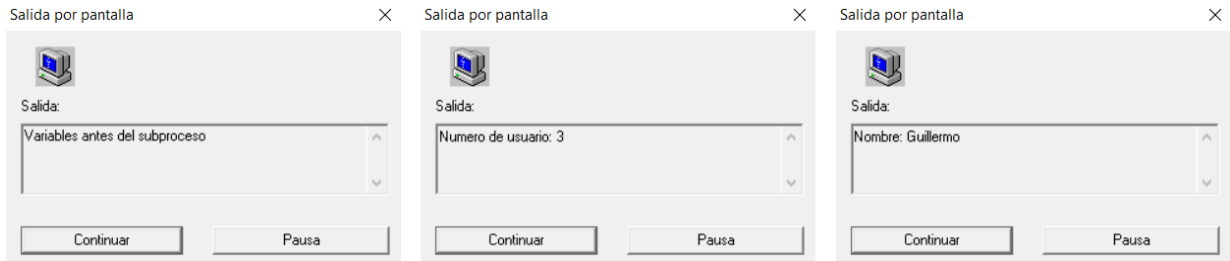 Salida por pantalla
Salida:
Variables antes del subproceso
Continuar
Pausa
Salida por pantalla
Salida:
Numero de usuario: 3
Continuar
Pausa
Salida por pantalla
Salida:
Nombre: Guillermo
Continuar
Pausa